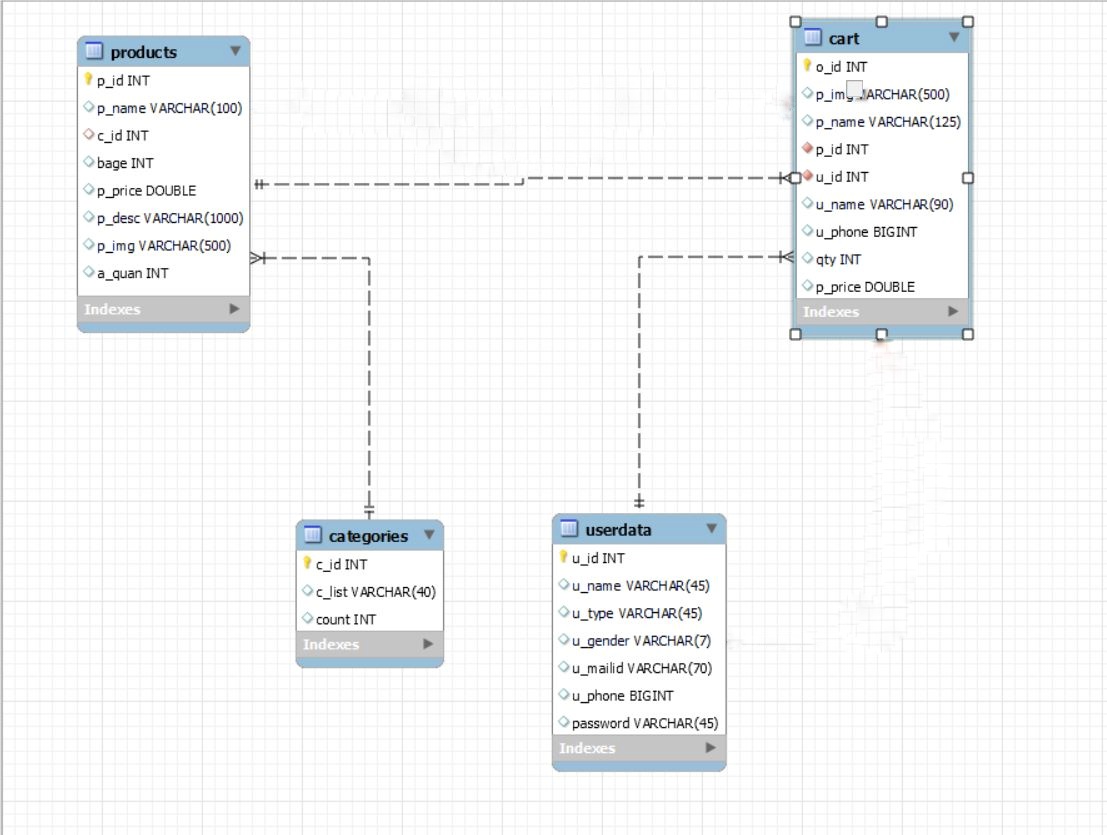 products
p_id INT
p_name VARCHAR(100)
c_id INT
bage INT
p_price DOUBLE
p_desc VARCHAR(1000)
p_img VARCHAR(500)
a_quan INT
Indexes
cart
o_id INT
p_img VARCHAR(500)
p_name VARCHAR(125)
p_id INT
u_id INT
u_name VARCHAR(90)
u_phone BIGINT
qty INT
p_price DOUBLE
Indexes
categories
c_id INT
c_list VARCHAR(40)
count INT
Indexes
userdata
u_id INT
u_name VARCHAR(45)
u_type VARCHAR(45)
u_gender VARCHAR(7)
u_mailid VARCHAR(70)
u_phone BIGINT
password VARCHAR(45)
Indexes